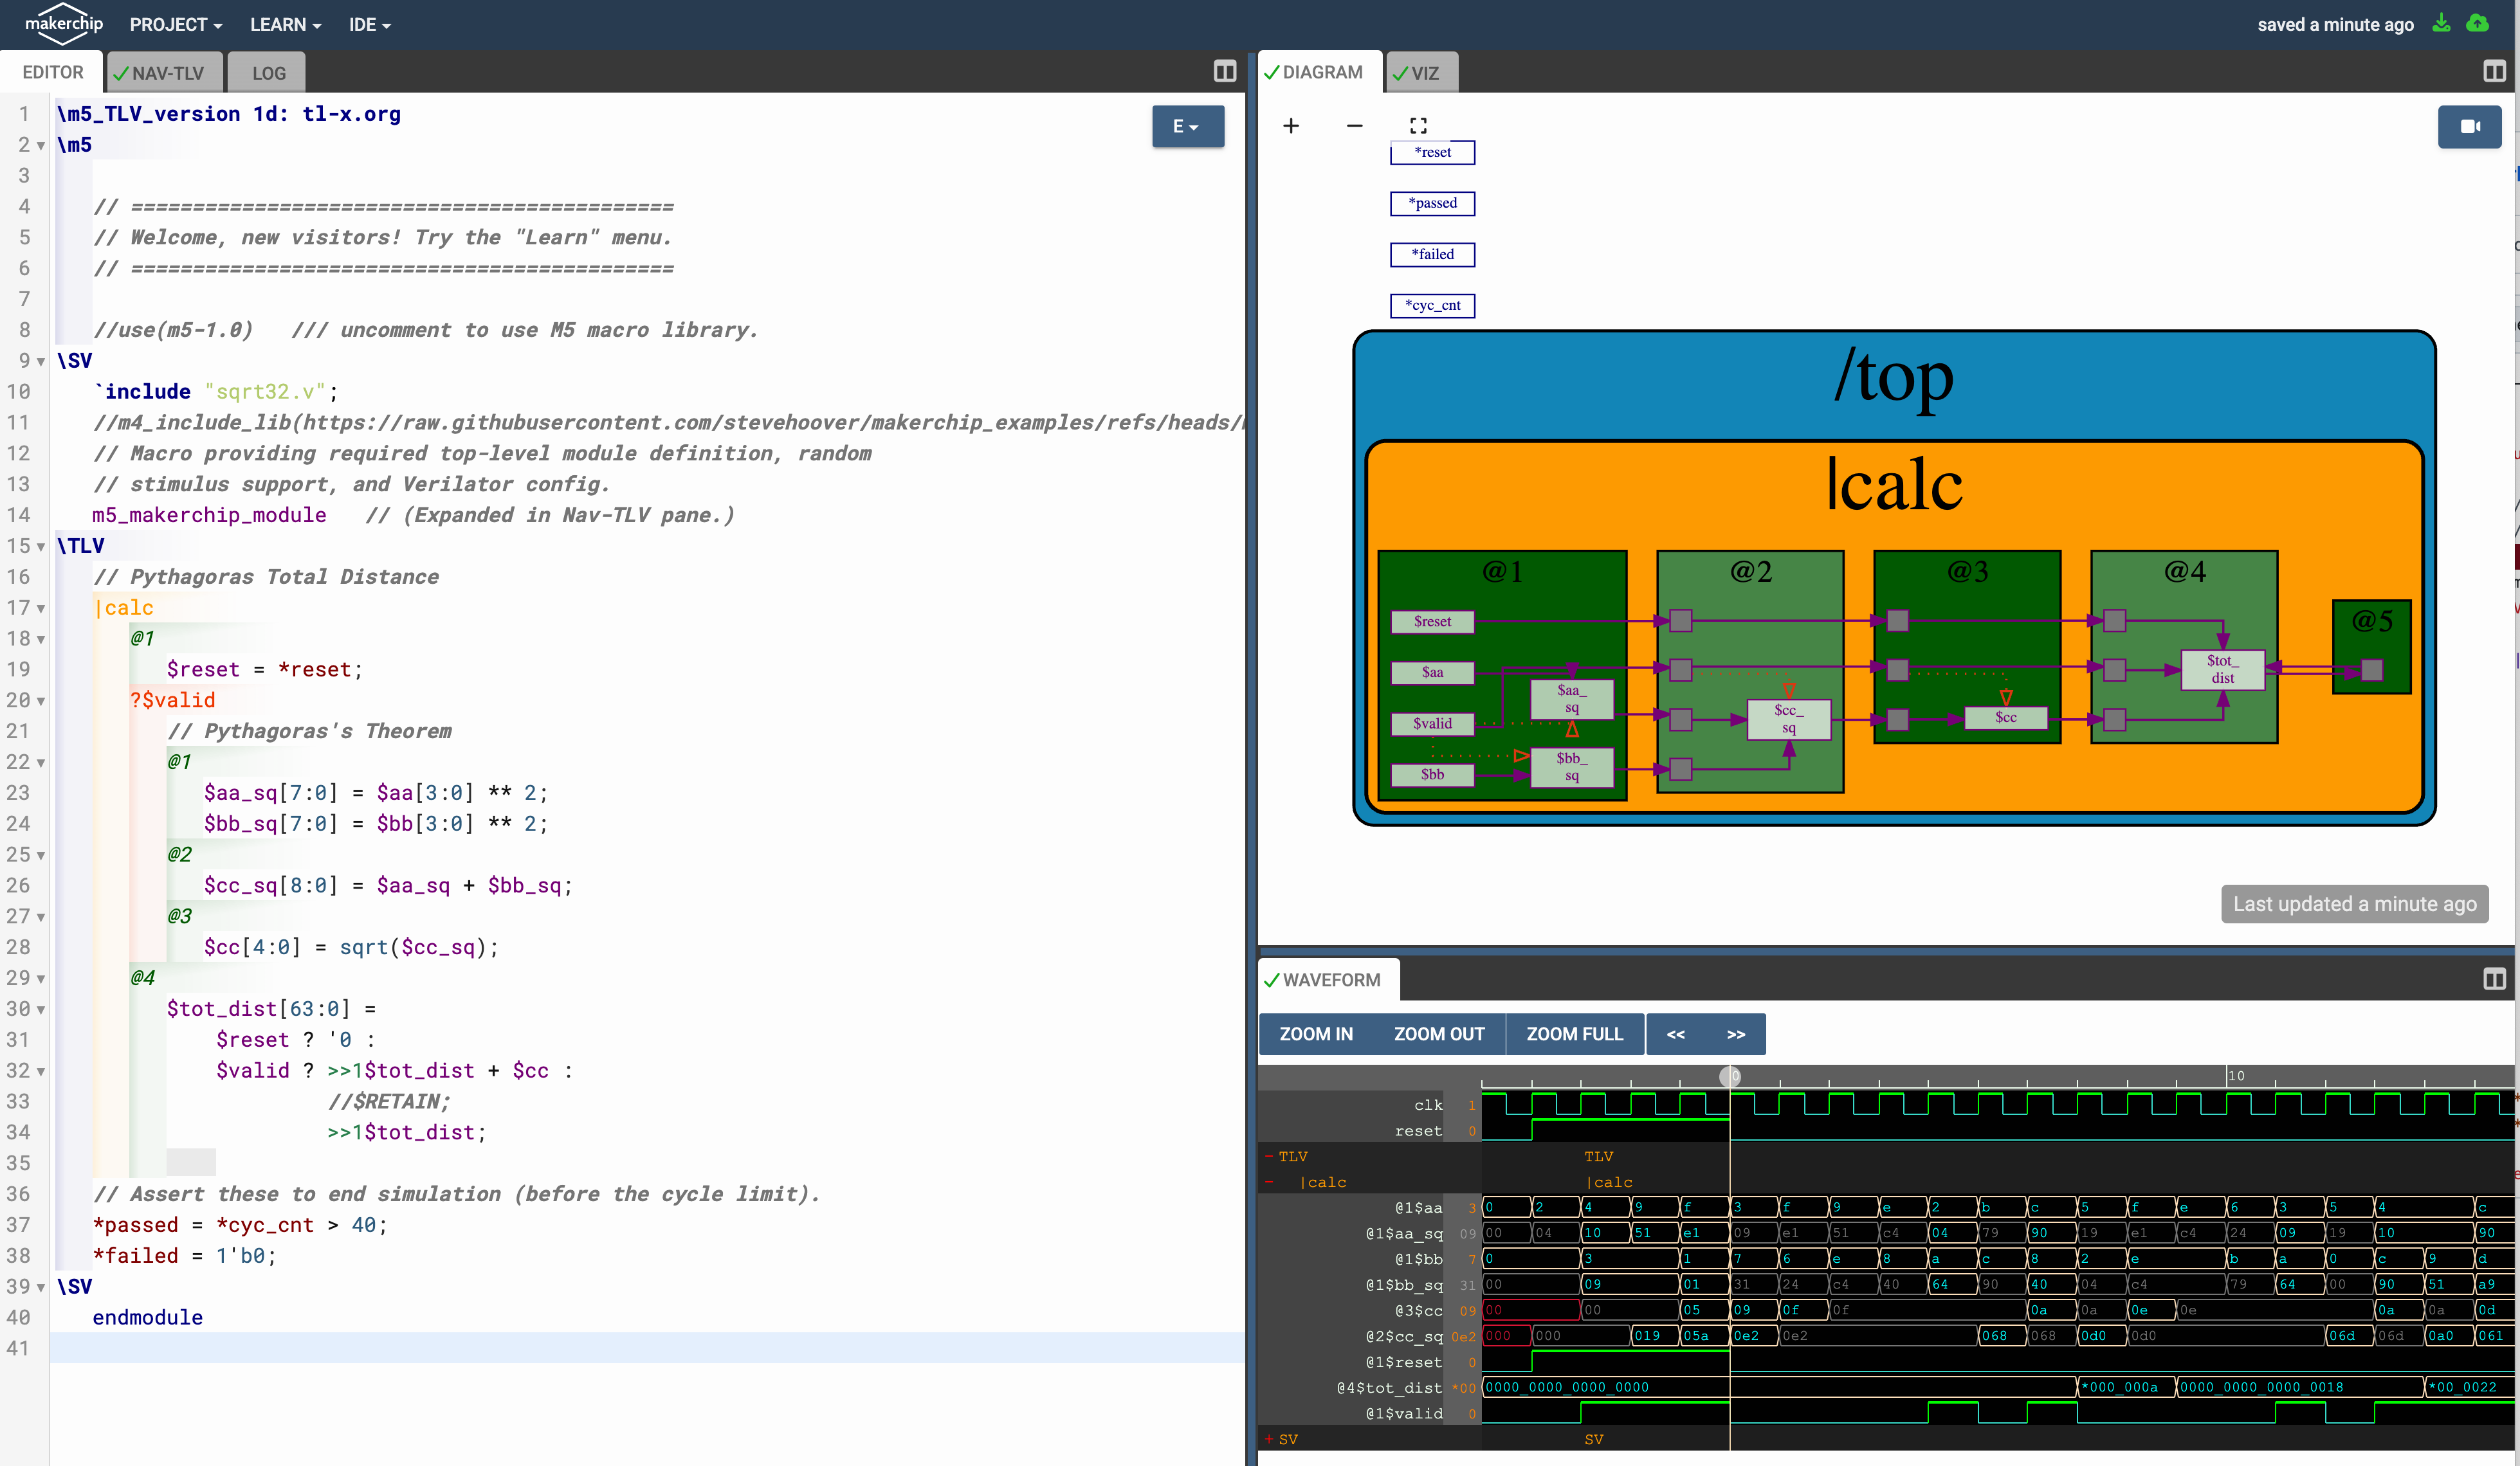 makerchip PROJECT LEARN IDE saved a minute ago
EDITOR NAV-TLV LOG
1 \m5_TLV_version 1d: tl-x.org
2 \m5
3
4 // ============================================
5 // Welcome, new visitors! Try the "Learn" menu.
6 // ============================================
7
8 //use(m5-1.0)   /// uncomment to use M5 macro library.
9 \SV
10 `include "sqrt32.v";
11 //m4_include_lib(https://raw.githubusercontent.com/stevehoover/makerchip_examples/refs/heads/
12 // Macro providing required top-level module definition, random
13 // stimulus support, and Verilator config.
14 m5_makerchip_module   // (Expanded in Nav-TLV pane.)
15 \TLV
16 // Pythagoras Total Distance
17 |calc
18 @1
19 $reset = *reset;
20 ?$valid
21 // Pythagoras's Theorem
22 @1
23 $aa_sq[7:0] = $aa[3:0] ** 2;
24 $bb_sq[7:0] = $bb[3:0] ** 2;
25 @2
26 $cc_sq[8:0] = $aa_sq + $bb_sq;
27 @3
28 $cc[4:0] = sqrt($cc_sq);
29 @4
30 $tot_dist[63:0] =
31 $reset ? '0 :
32 $valid ? >>1$tot_dist + $cc :
33 //$RETAIN;
34 >>1$tot_dist;
35
36 // Assert these to end simulation (before the cycle limit).
37 *passed = *cyc_cnt > 40;
38 *failed = 1'b0;
39 \SV
40 endmodule
41
E
DIAGRAM VIZ
*reset
*passed
*failed
*cyc_cnt
/top
|calc
@1 @2 @3 @4 @5
$reset
$aa
$valid
$bb
$aa_
sq
$bb_
sq
$cc_
sq
$cc
$tot_
dist
Last updated a minute ago
WAVEFORM
ZOOM IN ZOOM OUT ZOOM FULL << >>
0 10
clk 1
reset 0
- TLV TLV
- |calc |calc
@1$aa 3 0 2 4 9 f 3 f 9 e 2 b c 5 f e 6 3 5 4 c
@1$aa_sq 09 00 04 10 51 e1 09 e1 51 c4 04 79 90 19 e1 c4 24 09 19 10 90
@1$bb 7 0 3 1 7 6 e 8 a c 8 2 e b a 0 c 9 d
@1$bb_sq 31 00 09 01 31 24 c4 40 64 90 40 04 c4 79 64 00 90 51 a9
@3$cc 09 00 00 05 09 0f 0f 0a 0a 0e 0e 0a 0a 0d
@2$cc_sq 0e2 000 000 019 05a 0e2 0e2 068 068 0d0 0d0 06d 06d 0a0 061
@1$reset 0
@4$tot_dist *00 0000_0000_0000_0000 *000_000a 0000_0000_0000_0018 *00_0022
@1$valid 0
+ SV SV